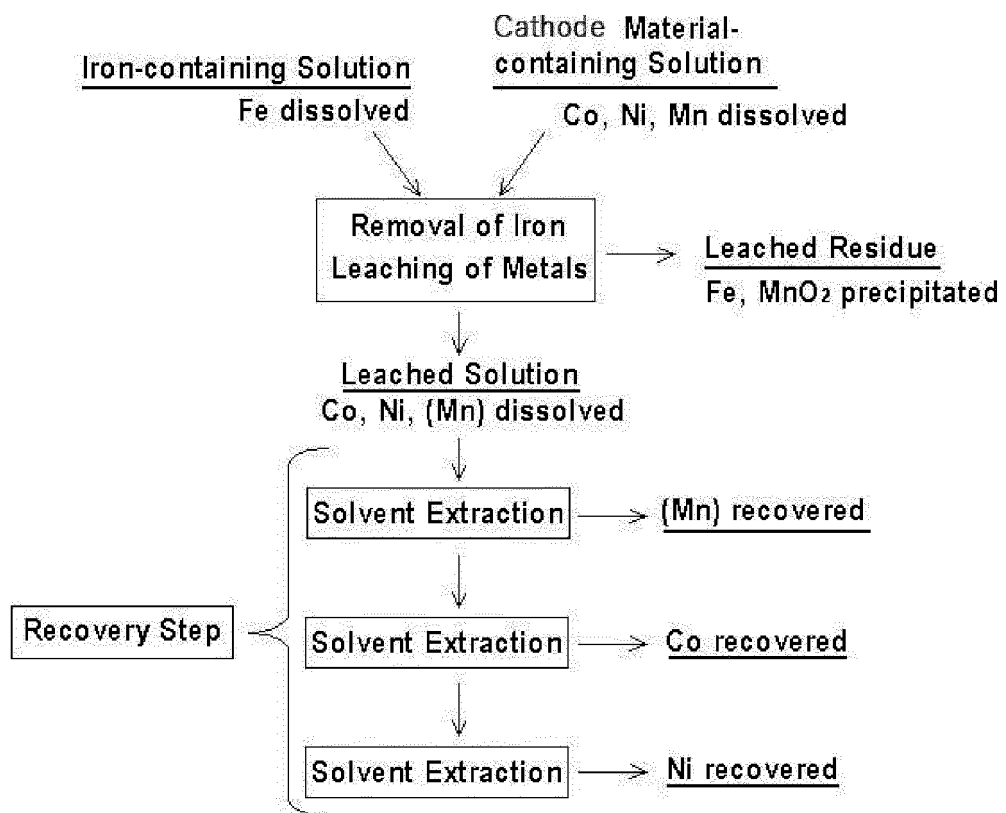 Iron-containing Solution
Fe dissolved
Cathode Material-
containing Solution
Co, Ni, Mn dissolved
Removal of Iron
Leaching of Metals
Leached Residue
Fe, MnO2 precipitated
Leached Solution
Co, Ni, (Mn) dissolved
Solvent Extraction
(Mn) recovered
Recovery Step
Solvent Extraction
Co recovered
Solvent Extraction
Ni recovered